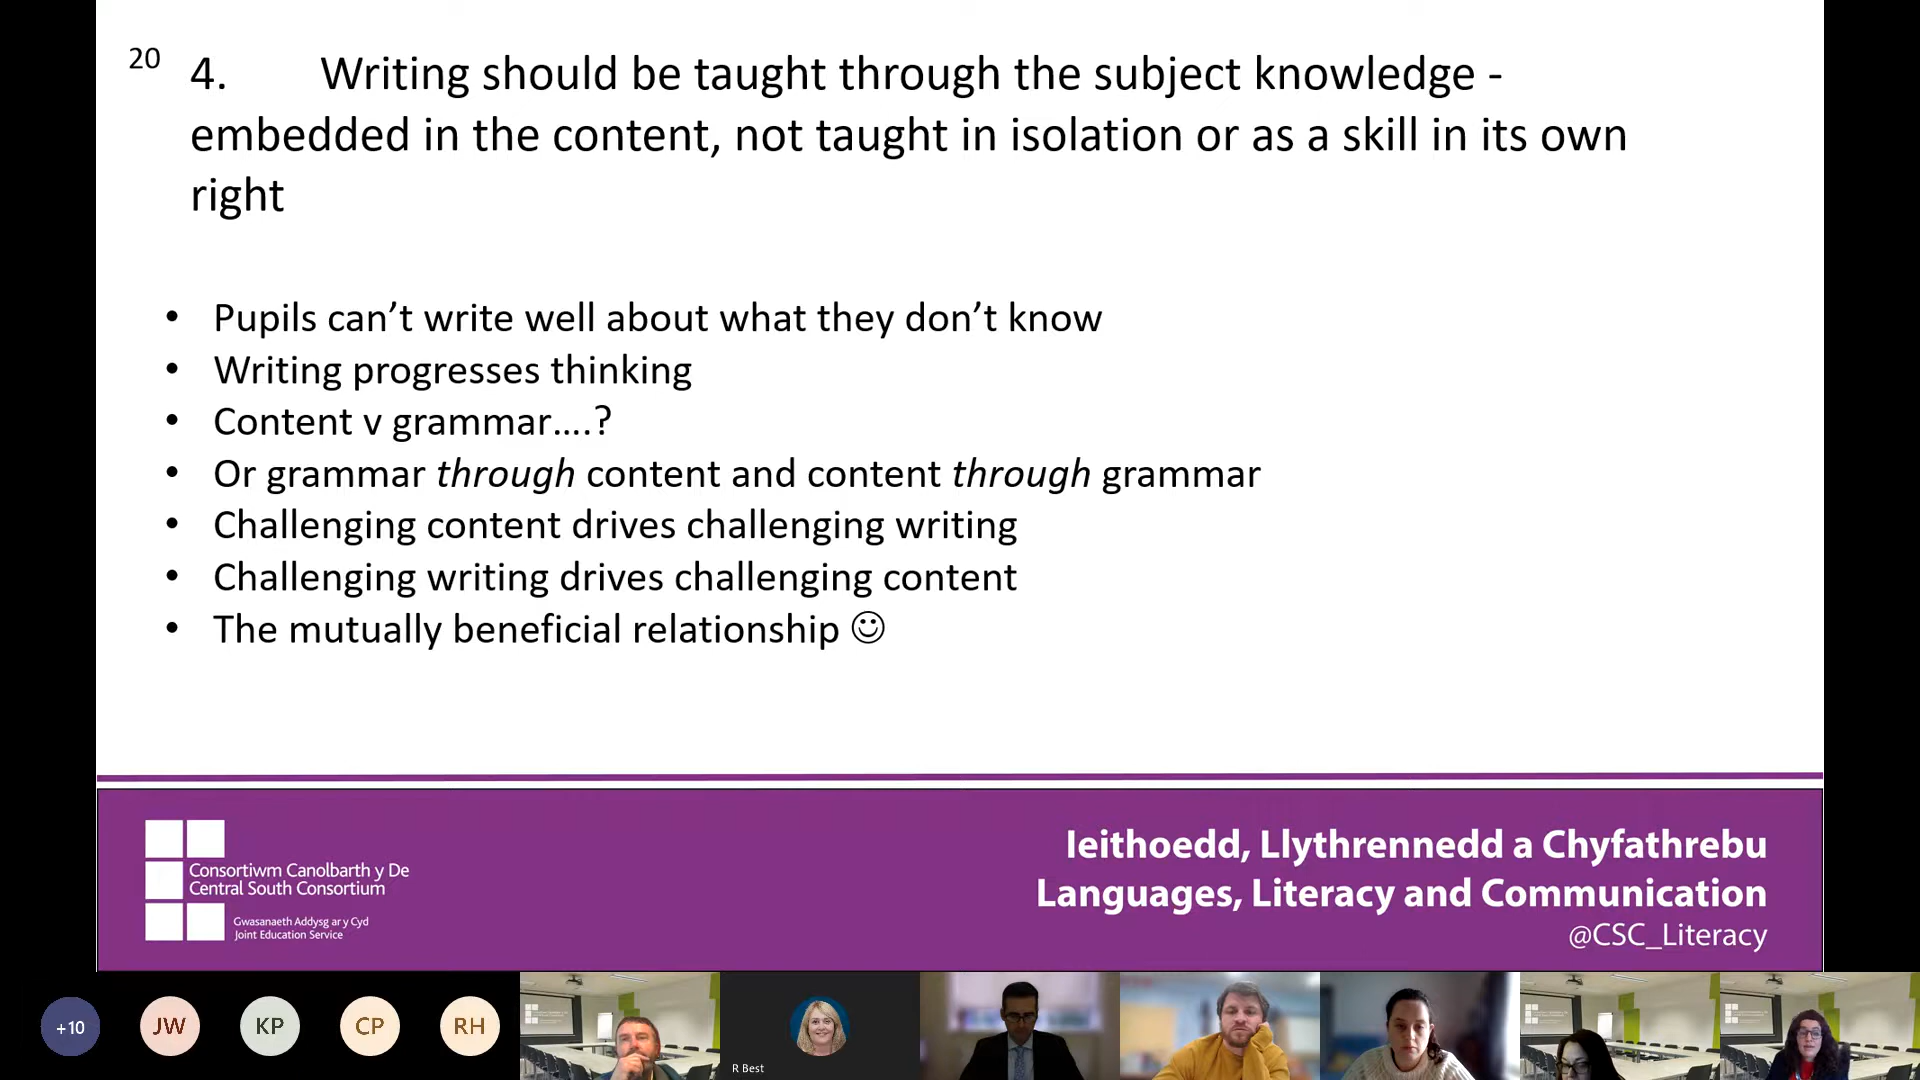 20
4. Writing should be taught through the subject knowledge -
embedded in the content, not taught in isolation or as a skill in its own
right
• Pupils can’t write well about what they don’t know
• Writing progresses thinking
• Content v grammar....?
• Or grammar through content and content through grammar
• Challenging content drives challenging writing
• Challenging writing drives challenging content
• The mutually beneficial relationship ☺
Consortiwm Canolbarth y De
Central South Consortium
Gwasanaeth Addysg ar y Cyd
Joint Education Service
Ieithoedd, Llythrennedd a Chyfathrebu
Languages, Literacy and Communication
@CSC_Literacy
+10
JW
KP
CP
RH
R Best